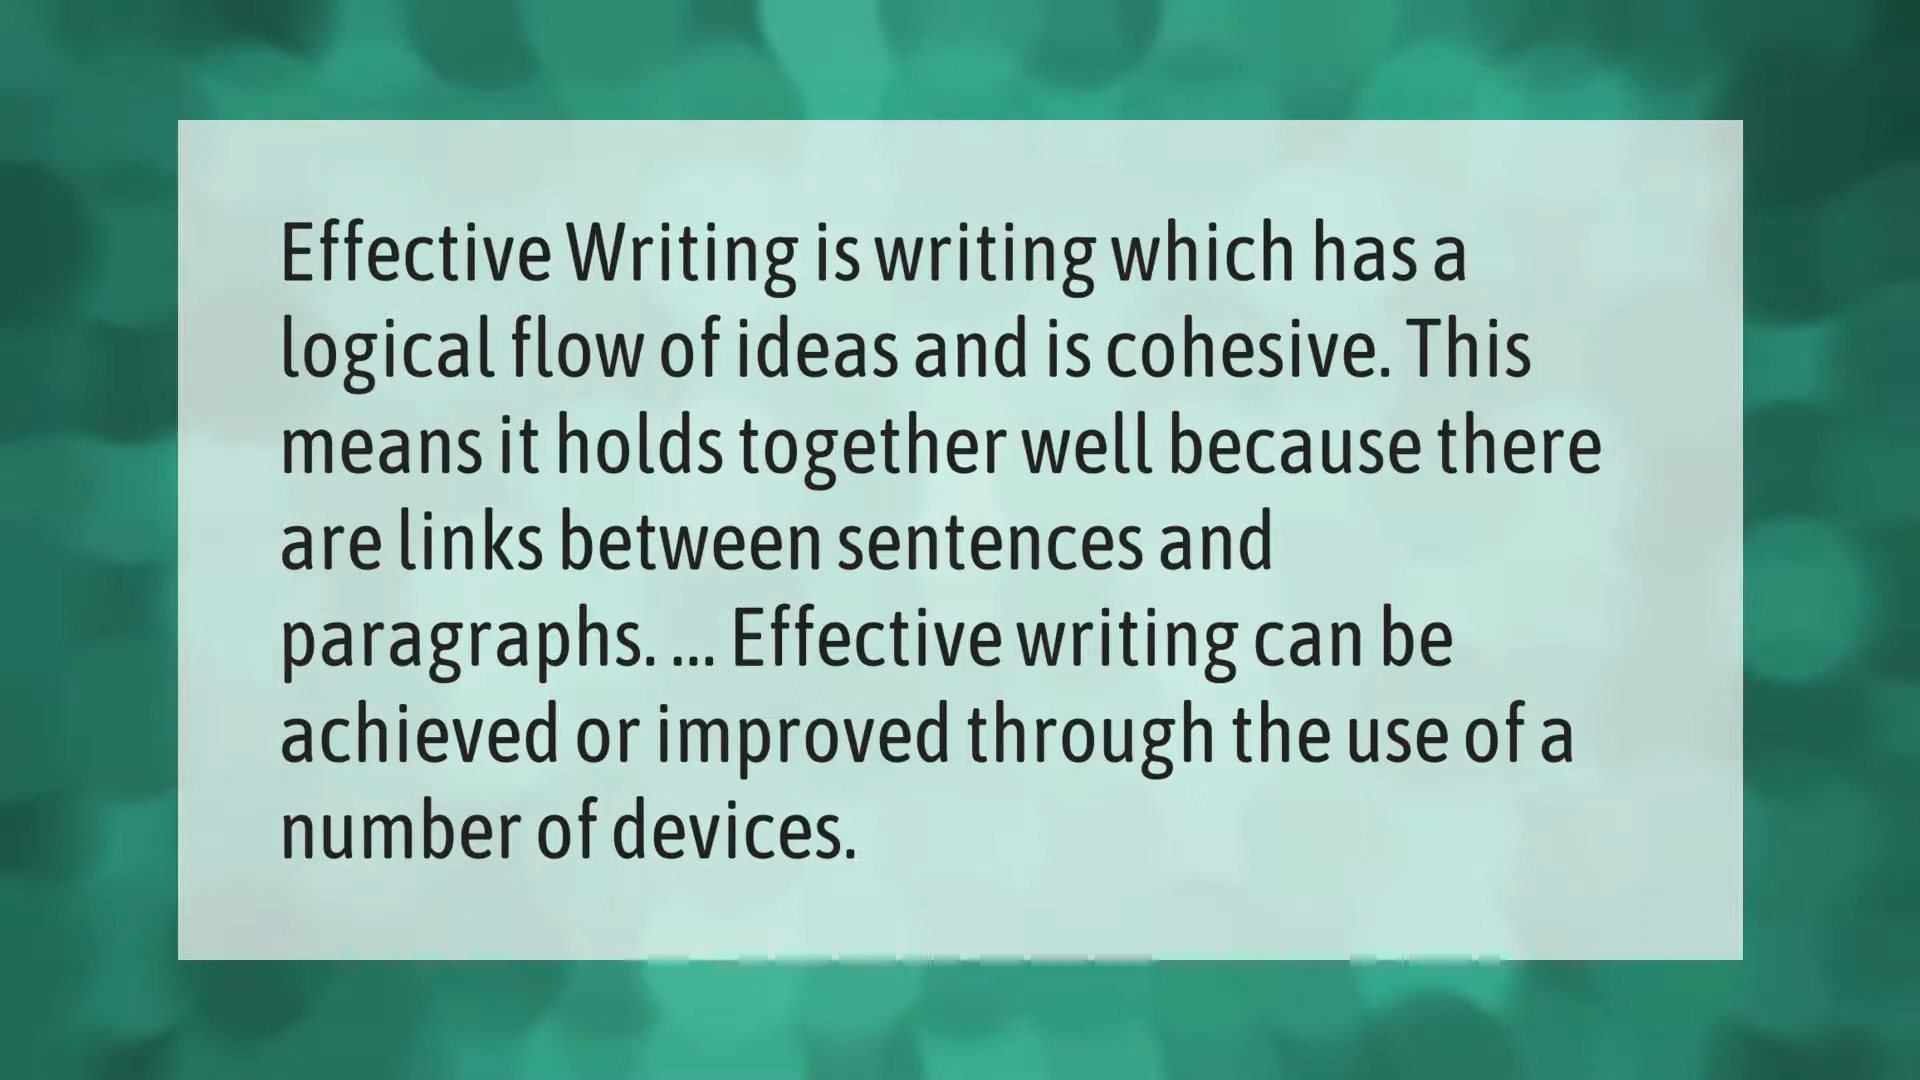 Effective Writing is writing which has a
logical flow of ideas and is cohesive. This
means it holds together well because there
are links between sentences and
paragraphs. ... Effective writing can be
achieved or improved through the use of a
number of devices.